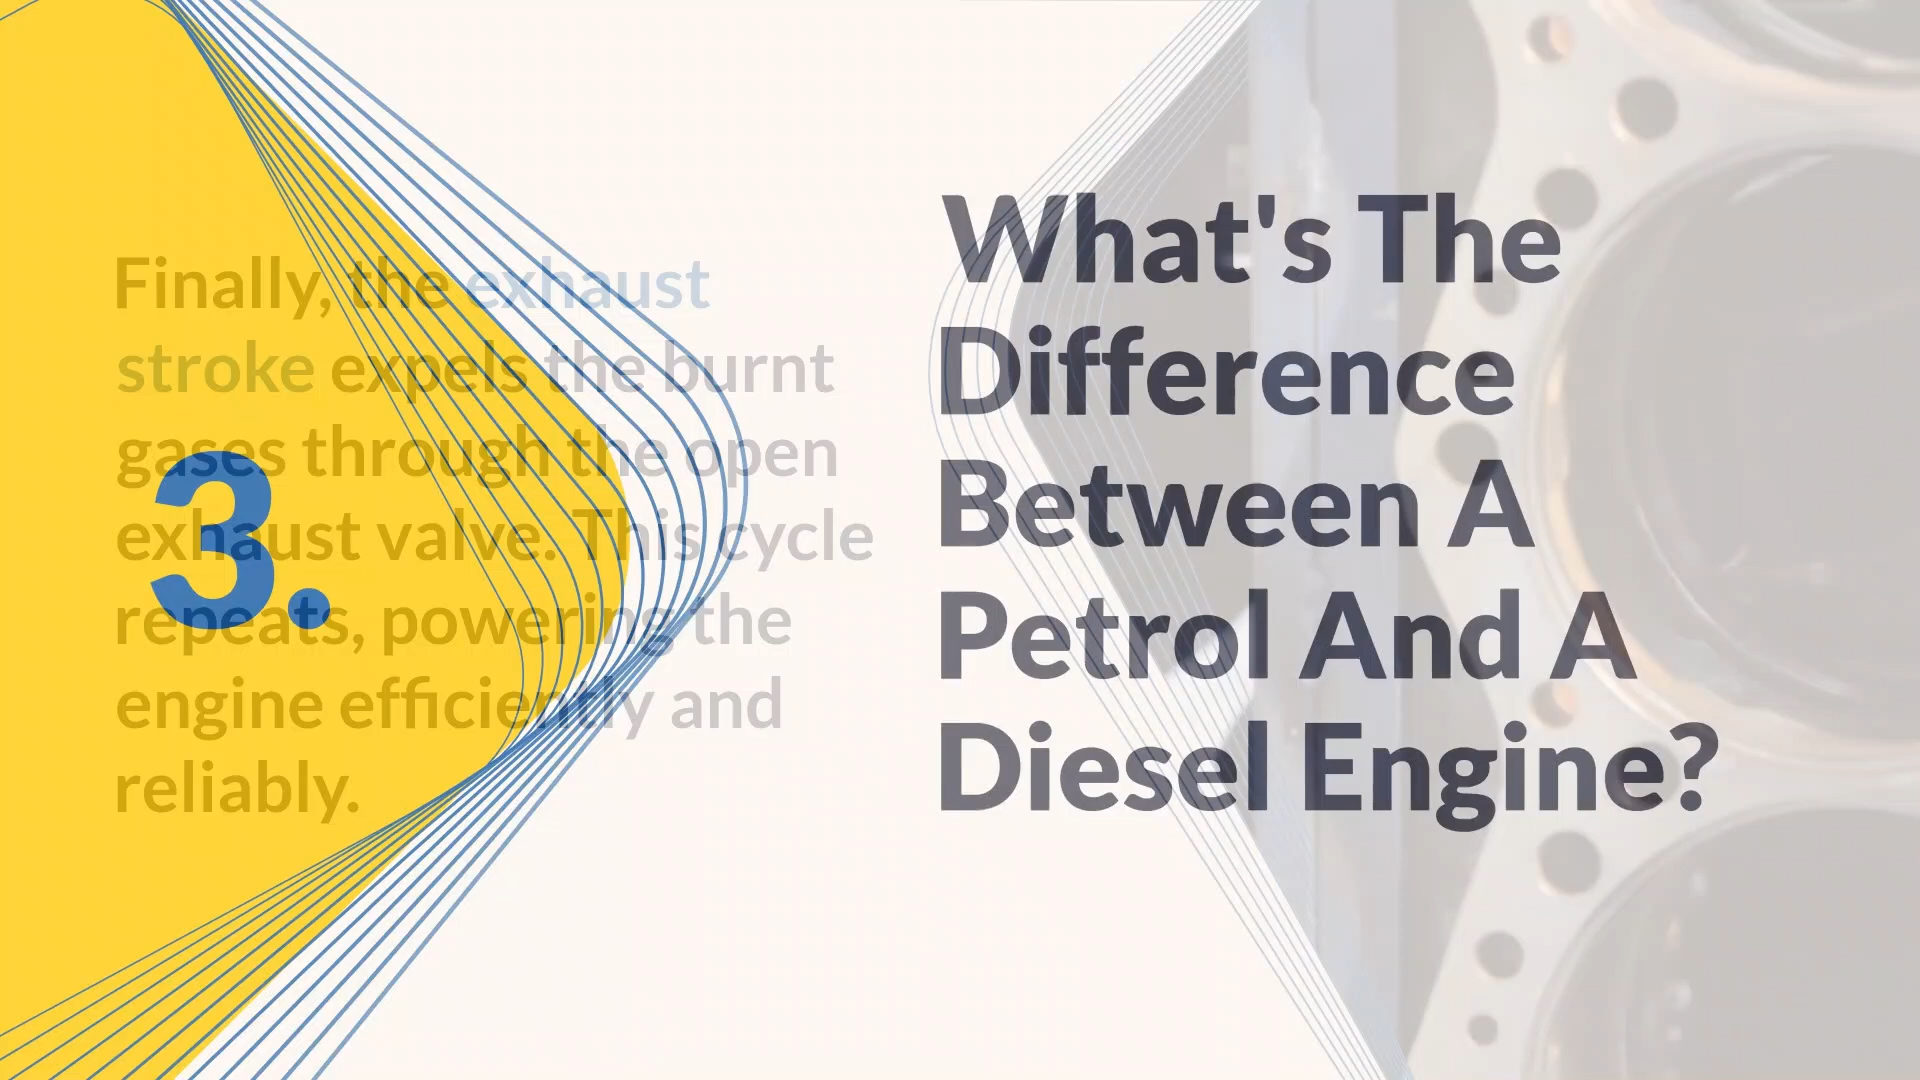 Finally, the exhaust
stroke expels the burnt
gases through the open
exhaust valve. This cycle
repeats, powering the
engine efficiently and
reliably.
3.
What's The
Difference
Between A
Petrol And A
Diesel Engine?